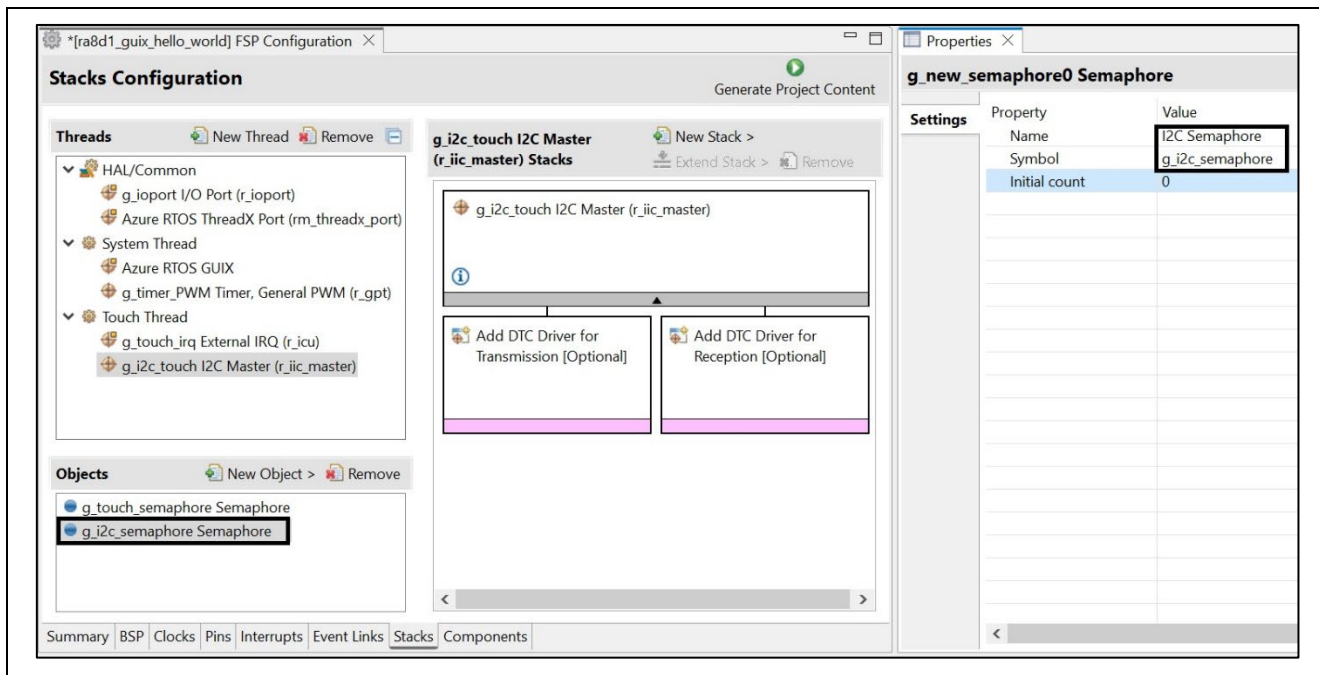 *[ra8d1_guix_hello_world] FSP Configuration
Stacks Configuration
Generate Project Content
Threads
New Thread
Remove
HAL/Common
g_ioport I/O Port (r_ioport)
Azure RTOS ThreadX Port (rm_threadx_port)
System Thread
Azure RTOS GUIX
g_timer_PWM Timer, General PWM (r_gpt)
Touch Thread
g_touch_irq External IRQ (r_icu)
g_i2c_touch I2C Master (r_iic_master)
Objects
New Object >
Remove
g_touch_semaphore Semaphore
g_i2c_semaphore Semaphore
g_i2c_touch I2C Master
(r_iic_master) Stacks
New Stack >
Extend Stack >
Remove
g_i2c_touch I2C Master (r_iic_master)
Add DTC Driver for
Transmission [Optional]
Add DTC Driver for
Reception [Optional]
Summary BSP Clocks Pins Interrupts Event Links Stacks Components
Properties
g_new_semaphore0 Semaphore
Settings
Property Value
Name I2C Semaphore
Symbol g_i2c_semaphore
Initial count 0